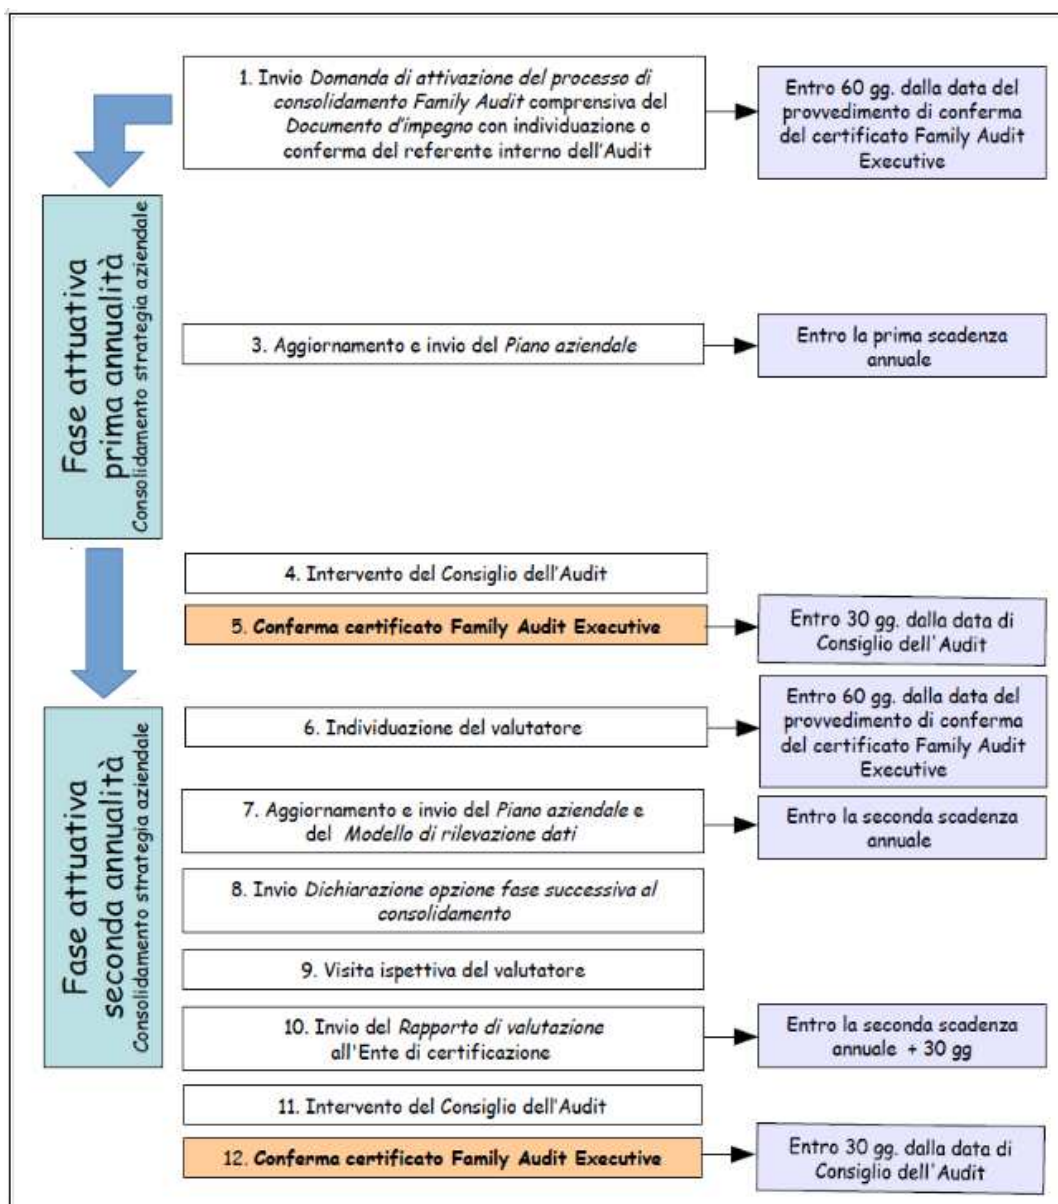 1. Invio Domanda di attivazione del processo di
consolidamento Family Audit comprensiva del
Documento d'impegno con individuazione o
conferma del referente interno dell'Audit
Entro 60 gg. dalla data del
provvedimento di conferma
del certificato Family Audit
Executive
Fase attuativa
prima annualità
Consolidamento strategia aziendale
3. Aggiornamento e invio del Piano aziendale
Entro la prima scadenza
annuale
4. Intervento del Consiglio dell'Audit
5. Conferma certificato Family Audit Executive
Entro 30 gg. dalla data di
Consiglio dell'Audit
Fase attuativa
seconda annualità
Consolidamento strategia aziendale
6. Individuazione del valutatore
Entro 60 gg. dalla data del
provvedimento di conferma
del certificato Family Audit
Executive
7. Aggiornamento e invio del Piano aziendale e
del Modello di rilevazione dati
Entro la seconda scadenza
annuale
8. Invio Dichiarazione opzione fase successiva al
consolidamento
9. Visita ispettiva del valutatore
10. Invio del Rapporto di valutazione
all'Ente di certificazione
Entro la seconda scadenza
annuale + 30 gg
11. Intervento del Consiglio dell'Audit
12. Conferma certificato Family Audit Executive
Entro 30 gg. dalla data di
Consiglio dell'Audit